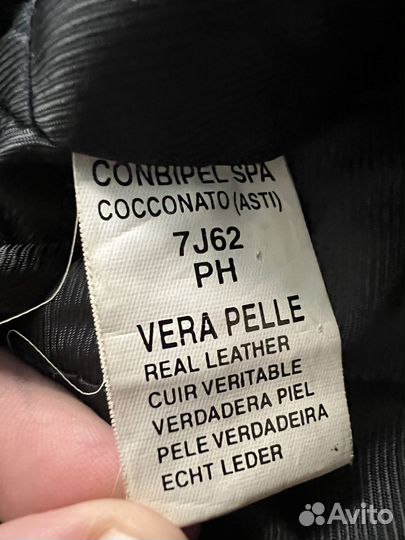 CONBIPEL SPA
COCCONATO (ASTI)
7J62
PH
VERA PELLE
REAL LEATHER
CUIR VERITABLE
VERDADERA PIEL
PELE VERDADEIRA
ECHT LEDER
Avito